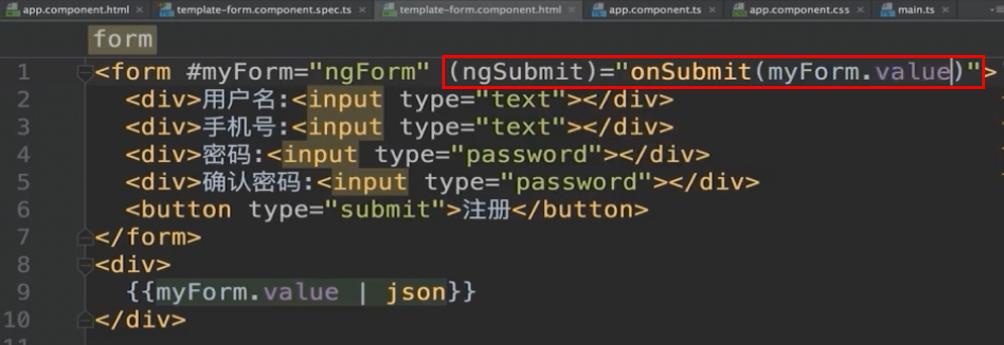 app.component.html × template-form.component.spec.ts × template-form.component.html × app.component.ts × app.component.css × main.ts ×
form
1 <form #myForm="ngForm" (ngSubmit)="onSubmit(myForm.value)">
2 <div>用户名:<input type="text"></div>
3 <div>手机号:<input type="text"></div>
4 <div>密码:<input type="password"></div>
5 <div>确认密码:<input type="password"></div>
6 <button type="submit">注册</button>
7 </form>
8 <div>
9 {{myForm.value | json}}
10 </div>
11